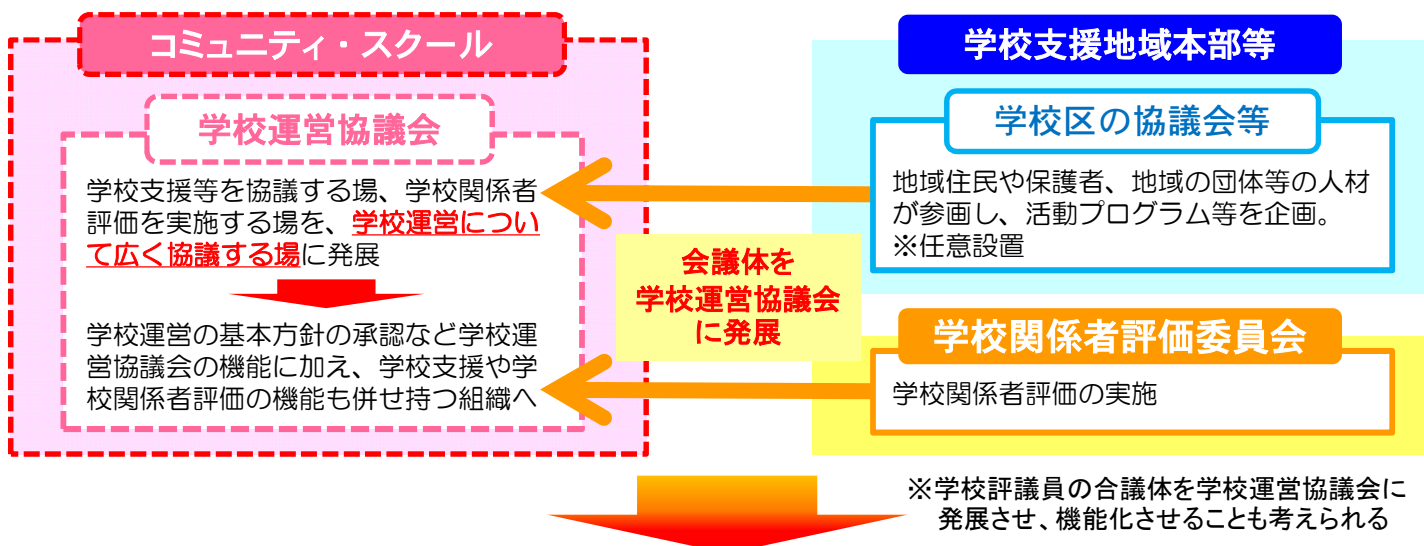 コミュニティ・スクール
学校運営協議会
学校支援等を協議する場、学校関係者
評価を実施する場を、学校運営につい
て広く協議する場に発展
学校運営の基本方針の承認など学校運
営協議会の機能に加え、学校支援や学
校関係者評価の機能も併せ持つ組織へ
会議体を
学校運営協議会
に発展
学校支援地域本部等
学校区の協議会等
地域住民や保護者、地域の団体等の人材
が参画し、活動プログラム等を企画。
※任意設置
学校関係者評価委員会
学校関係者評価の実施
※学校評議員の合議体を学校運営協議会に
発展させ、機能化させることも考えられる